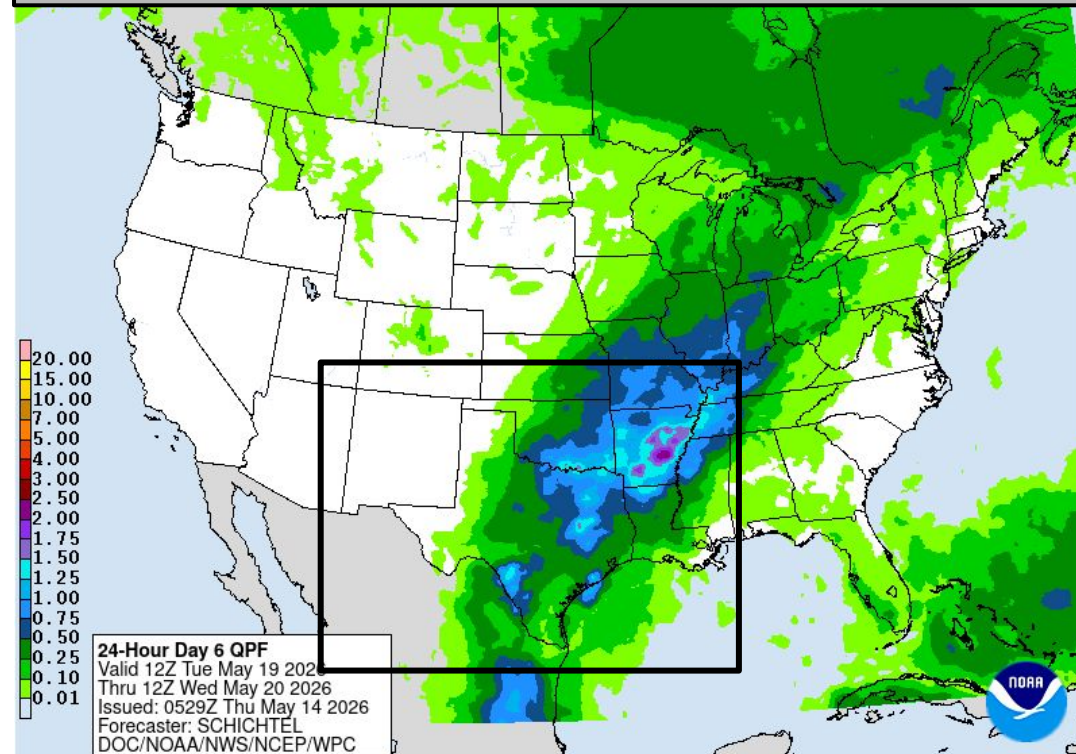 20.00
15.00
10.00
7.00
5.00
4.00
3.00
2.50
2.00
1.75
1.50
1.25
1.00
0.75
0.50
0.25
0.10
0.01
24-Hour Day 6 QPF
Valid 12Z Tue May 19 2026
Thru 12Z Wed May 20 2026
Issued: 0529Z Thu May 14 2026
Forecaster: SCHICHTEL
DOC/NOAA/NWS/NCEP/WPC
NOAA